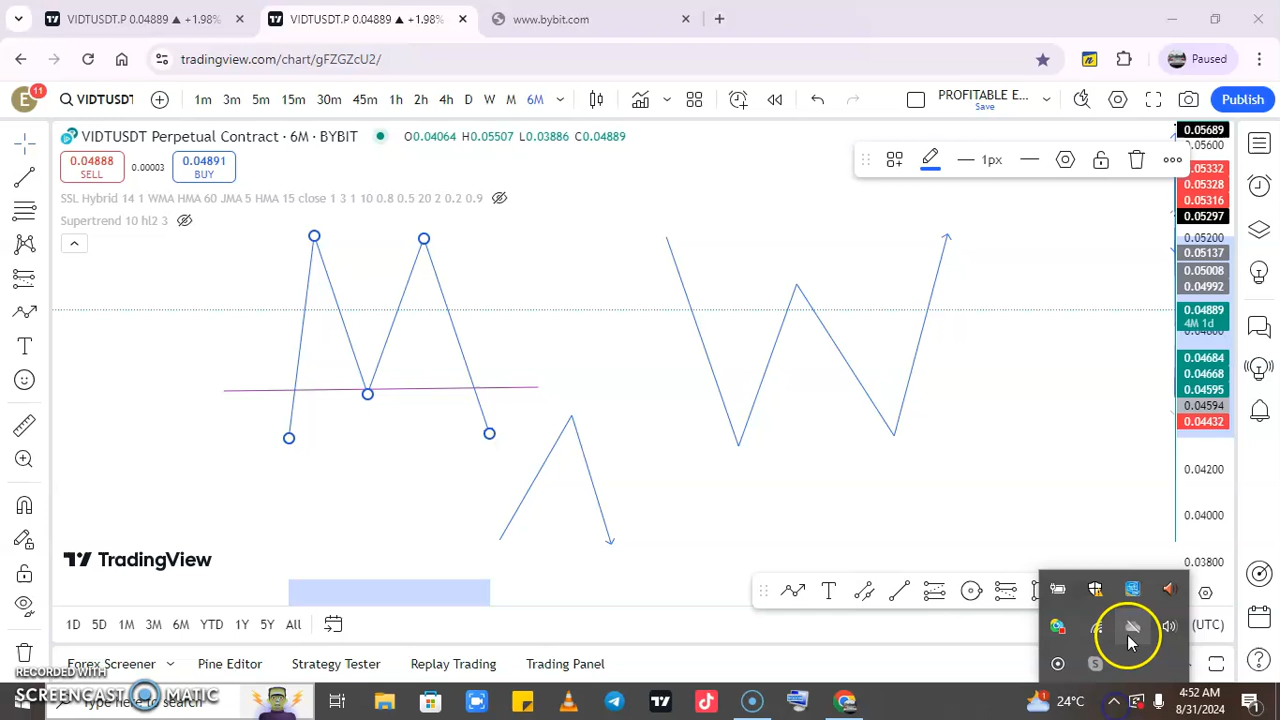 VIDTUSDT.P 0.04889 ▲ +1.98%
VIDTUSDT.P 0.04889 ▲ +1.98%
www.bybit.com
tradingview.com/chart/gFZGZcU2/
Paused
E 11
VIDTUSDT
1m 3m 5m 15m 30m 45m 1h 2h 4h D W M 6M
PROFITABLE E...
Save
Publish
VIDTUSDT Perpetual Contract · 6M · BYBIT
O0.04064 H0.05507 L0.03886 C0.04889
0.04888
SELL
0.00003
0.04891
BUY
1px
SSL Hybrid 14 1 WMA HMA 60 JMA 5 HMA 15 close 1 3 1 10 0.8 0.5 20 2 0.2 0.9
Supertrend 10 hl2 3
0.05689
0.05600
0.05332
0.05328
0.05316
0.05297
0.05200
0.05137
0.05008
0.04992
0.04889
4M 1d
0.04684
0.04668
0.04595
0.04594
0.04432
0.04200
0.04000
0.03800
TradingView
1D 5D 1M 3M 6M YTD 1Y 5Y All
(UTC)
Forex Screener
Pine Editor
Strategy Tester
Replay Trading
Trading Panel
RECORDED WITH
SCREENCAST MATIC
Type here to search
24°C
4:52 AM
8/31/2024